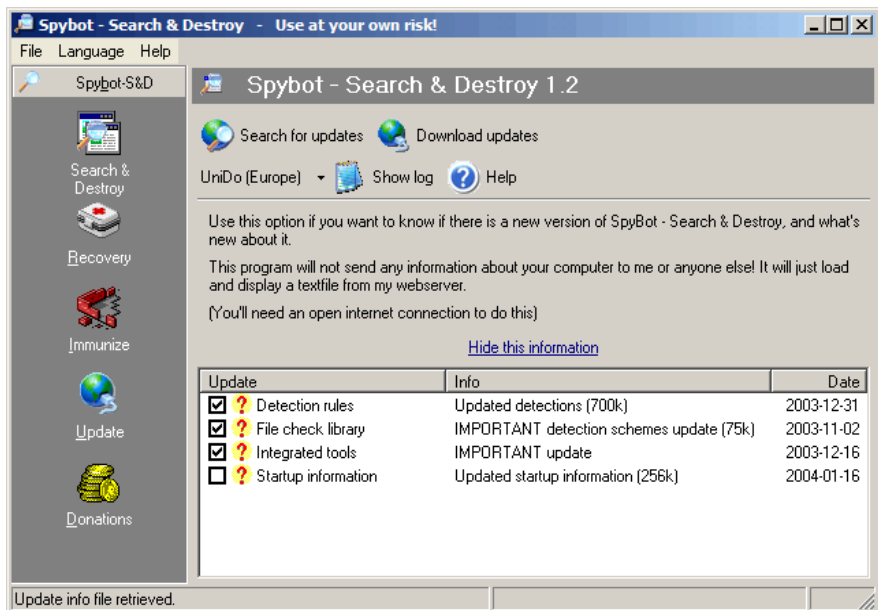 Spybot - Search & Destroy - Use at your own risk!
File Language Help
Spybot-S&D
Search & Destroy
Recovery
Immunize
Update
Donations
Spybot - Search & Destroy 1.2
Search for updates Download updates
UniDo (Europe) Show log Help
Use this option if you want to know if there is a new version of SpyBot - Search & Destroy, and what's
new about it.
This program will not send any information about your computer to me or anyone else! It will just load
and display a textfile from my webserver.
(You'll need an open internet connection to do this)
Hide this information
Update Info Date
Detection rules Updated detections (700k) 2003-12-31
File check library IMPORTANT detection schemes update (75k) 2003-11-02
Integrated tools IMPORTANT update 2003-12-16
Startup information Updated startup information (256k) 2004-01-16
Update info file retrieved.